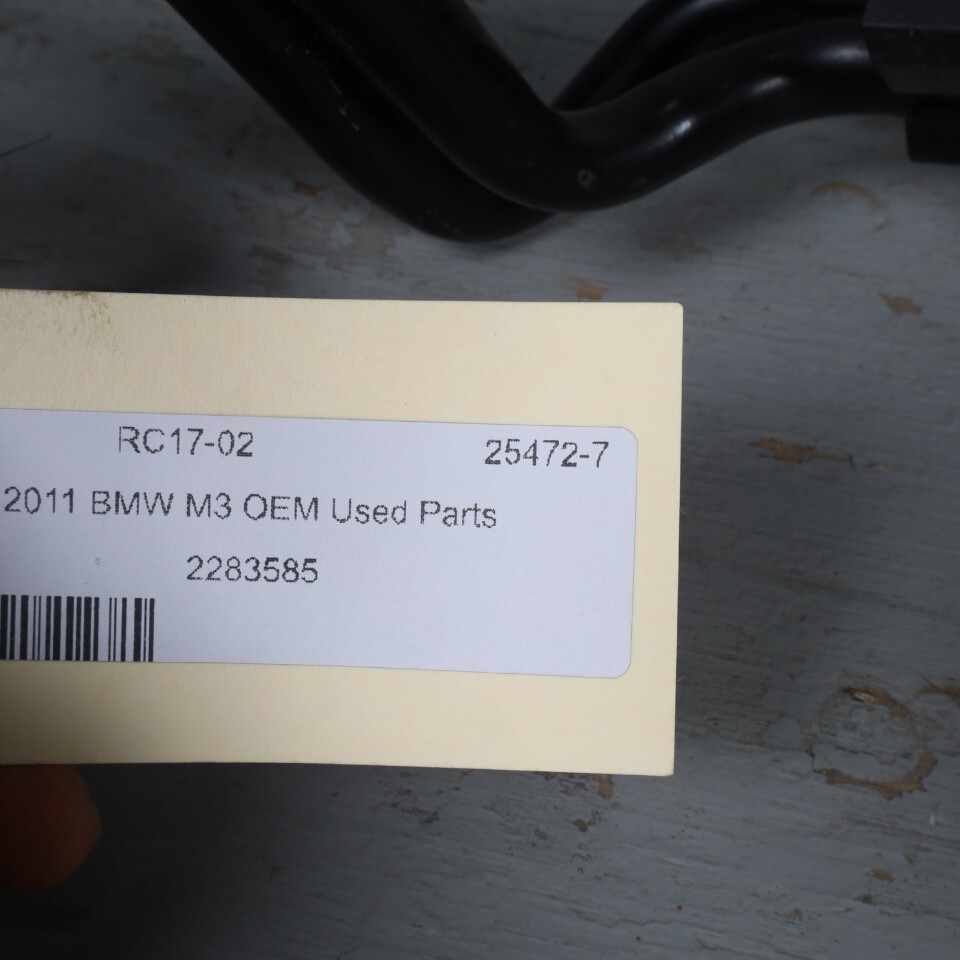 RC17-02 25472-7
2011 BMW M3 OEM Used Parts
2283585